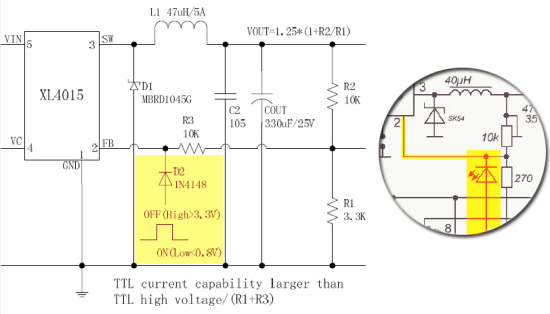 L1 47uH/5A
VIN 5
3 SW
VOUT=1.25*(1+R2/R1)
XL4015
D1
MBRD1045G
C2
105
COUT
330uF/25V
R2
10K
R3
10K
VC 4
2 FB
GND
1
D2
1N4148
OFF(High>3.3V)
ON(Low<0.8V)
R1
3.3K
TTL current capability larger than
TTL high voltage/(R1+R3)
40µH
3
SK54
47
35
2
10k
270
8